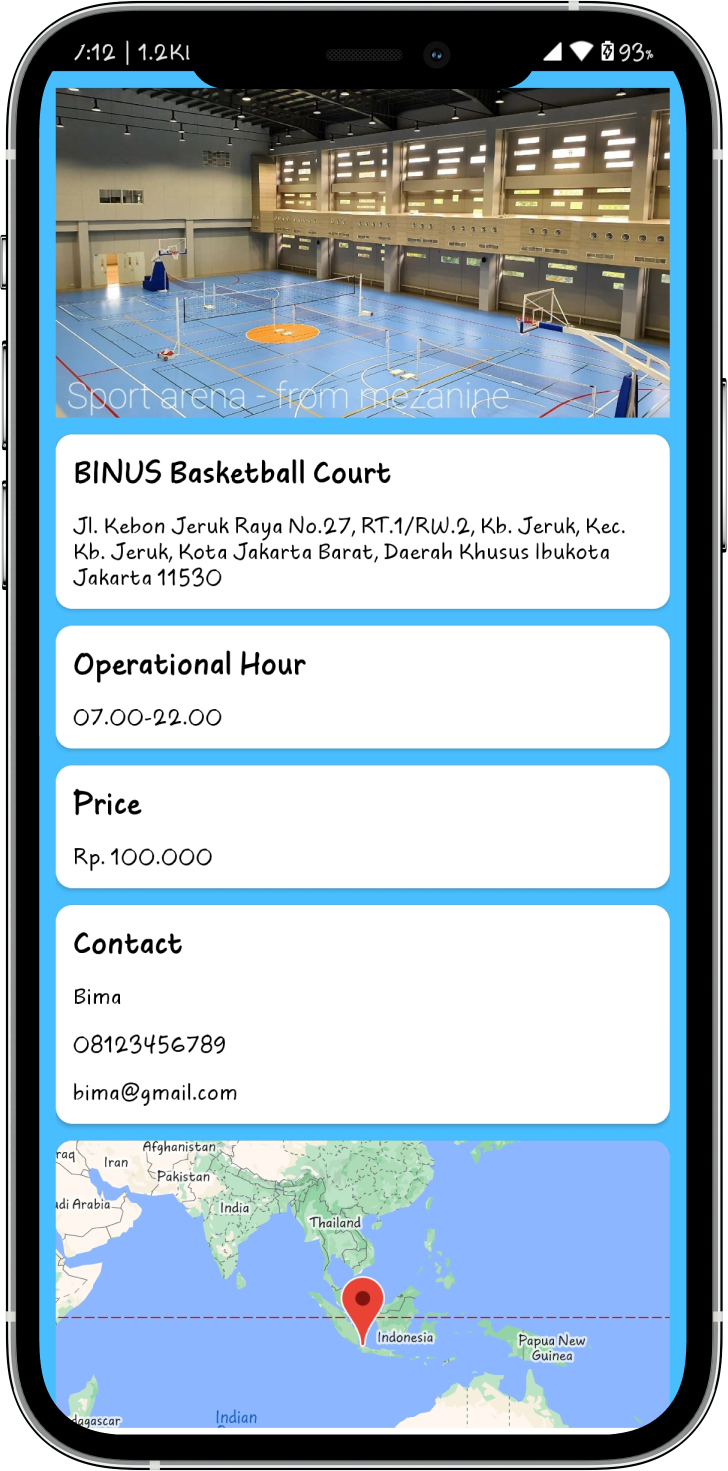 7:12 | 1.2K
93%
Sport arena - from mezanine
BINUS Basketball Court
Jl. Kebon Jeruk Raya No.27, RT.1/RW.2, Kb. Jeruk, Kec.
Kb. Jeruk, Kota Jakarta Barat, Daerah Khusus Ibukota
Jakarta 11530
Operational Hour
07.00-22.00
Price
Rp. 100.000
Contact
Bima
08123456789
bima@gmail.com
Afghanistan
raq
Iran
Pakistan
di Arabia
India
Thailand
Indonesia
Papua New
Guinea
dagascar
Indian